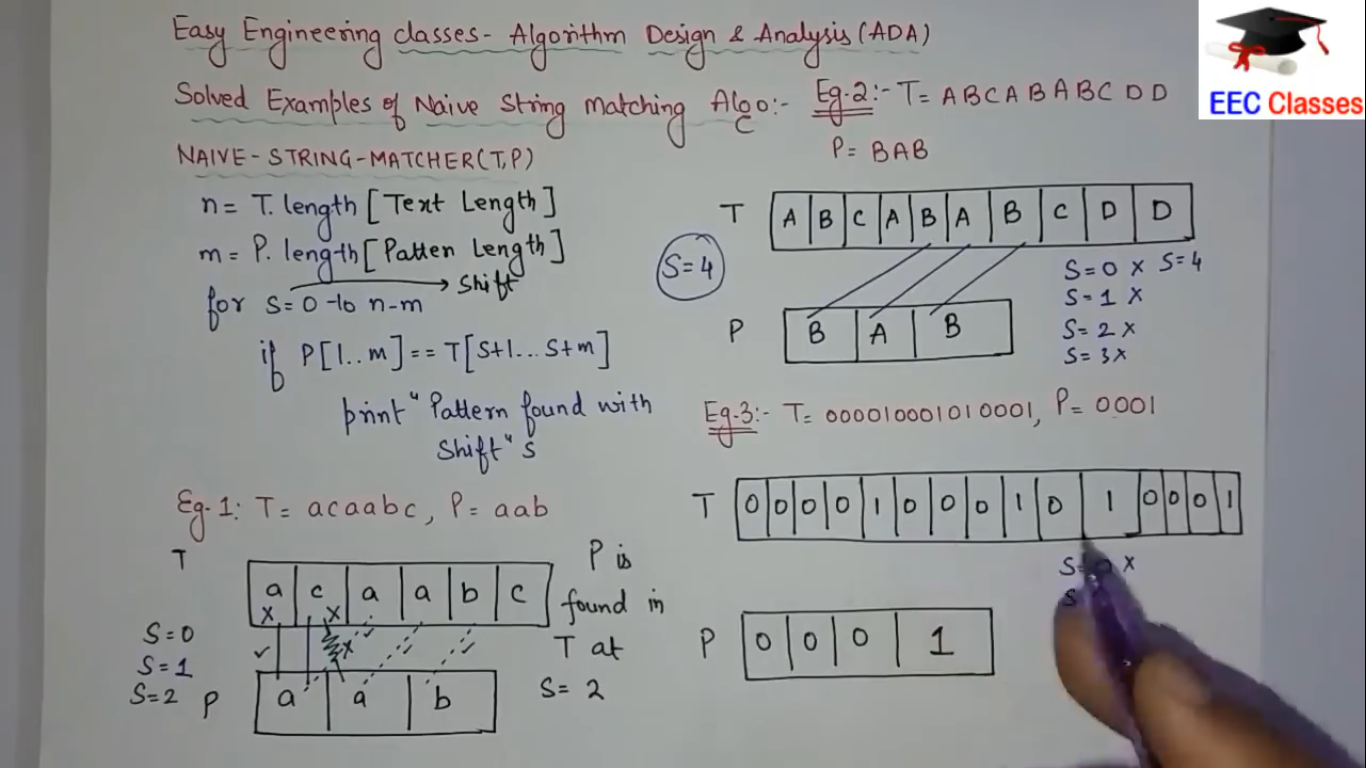 Easy Engineering classes- Algorithm Design & Analysis (ADA)
EEC Classes
Solved Examples of Naive String matching Algo:-
NAIVE-STRING-MATCHER(T,P)
n= T. length [Text Length]
m= P. length [Patten Length]
for S=0 to n-m → Shift
if P[1..m] == T[S+1...S+m]
print "Pattern found with
Shift" S
Eg.1: T= acaabc, P= aab
T
a c a a b c
x x
x
S=0
S=1
S=2
P
a a b
P is
found in
T at
S= 2
Eg-2:- T= ABCABABCDD
P= BAB
T A B C A B A B C D D
S=4
P B A B
S=0 x S=4
S=1 x
S=2 x
S=3x
Eg-3:- T= 000010001010001, P= 0001
T 0 0 0 0 1 0 0 0 1 0 1 0 0 0 1
x
S
P 0 0 0 1